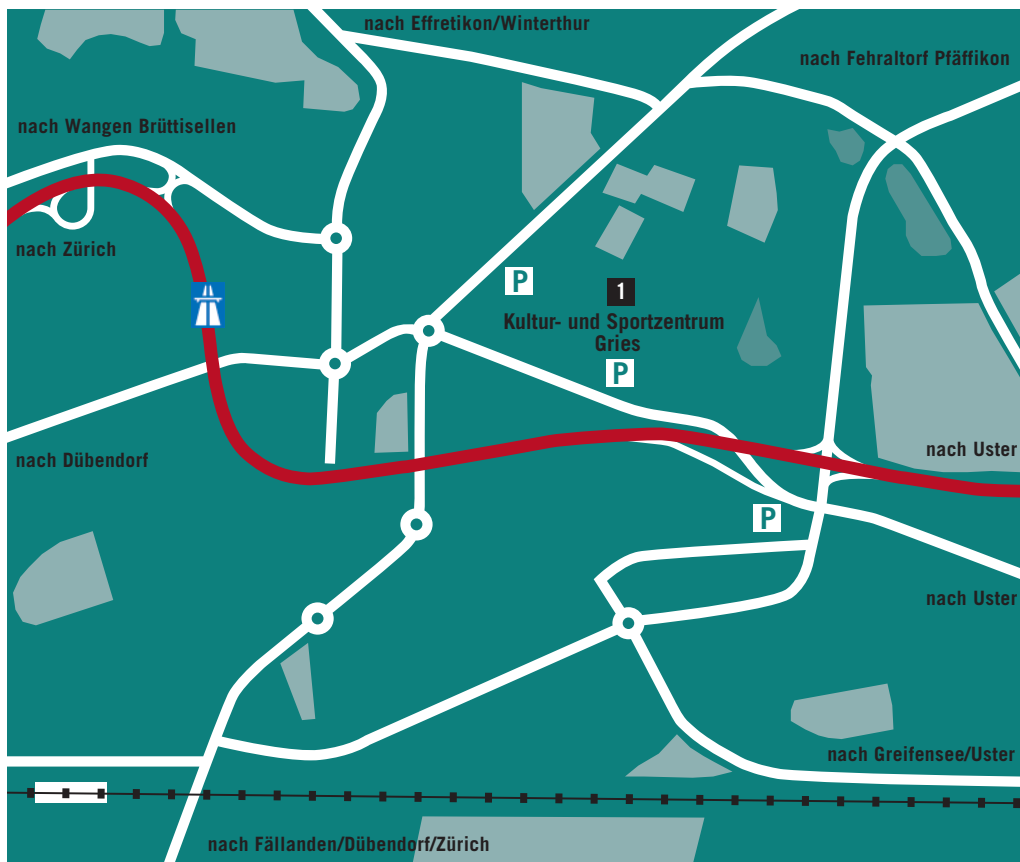 nach Effretikon/Winterthur
nach Fehraltorf Pfäffikon
nach Wangen Brüttisellen
nach Zürich
P
1
Kultur- und Sportzentrum
Gries
P
nach Dübendorf
nach Uster
P
nach Uster
nach Greifensee/Uster
nach Fällanden/Dübendorf/Zürich